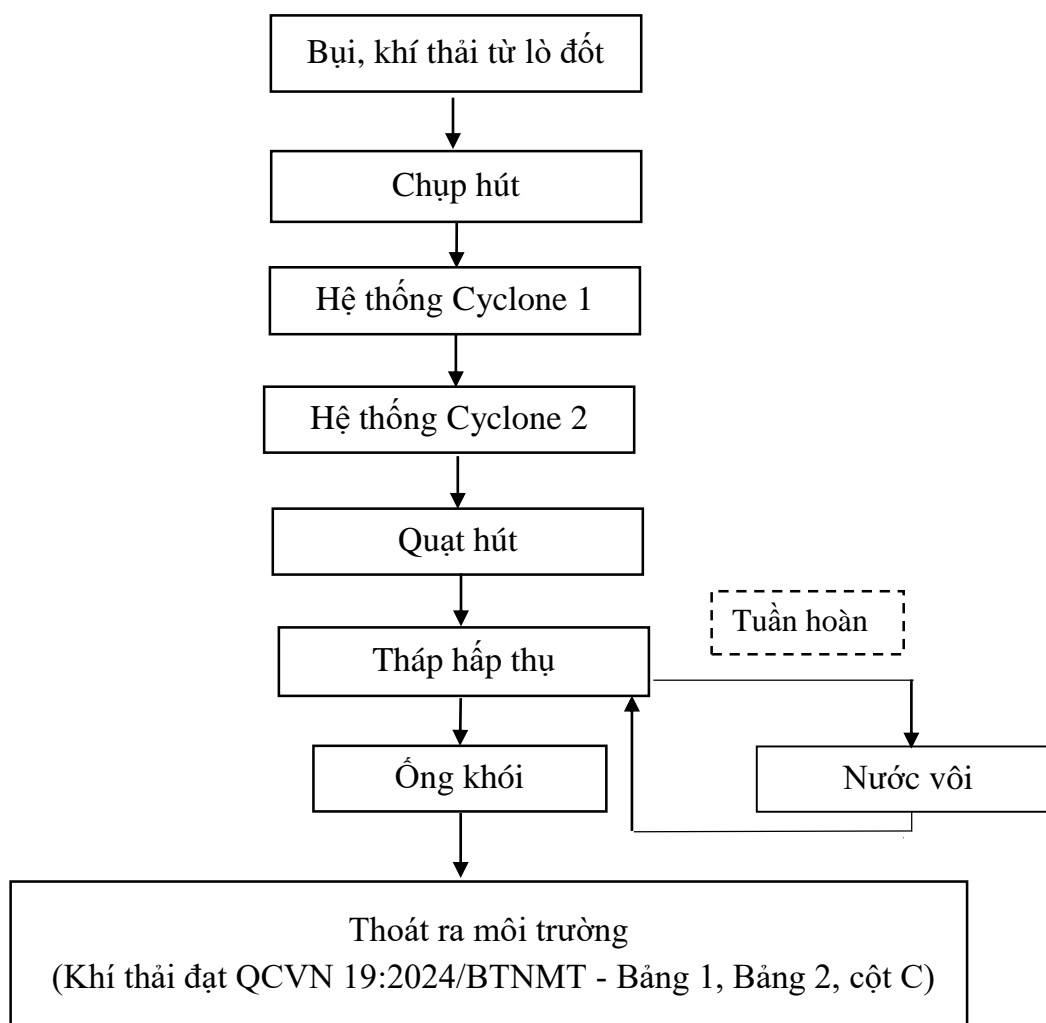 Bụi, khí thải từ lò đốt
Chụp hút
Hệ thống Cyclone 1
Hệ thống Cyclone 2
Quạt hút
Tuần hoàn
Tháp hấp thụ
Ống khói
Nước vôi
Thoát ra môi trường
(Khí thải đạt QCVN 19:2024/BTNMT - Bảng 1, Bảng 2, cột C)